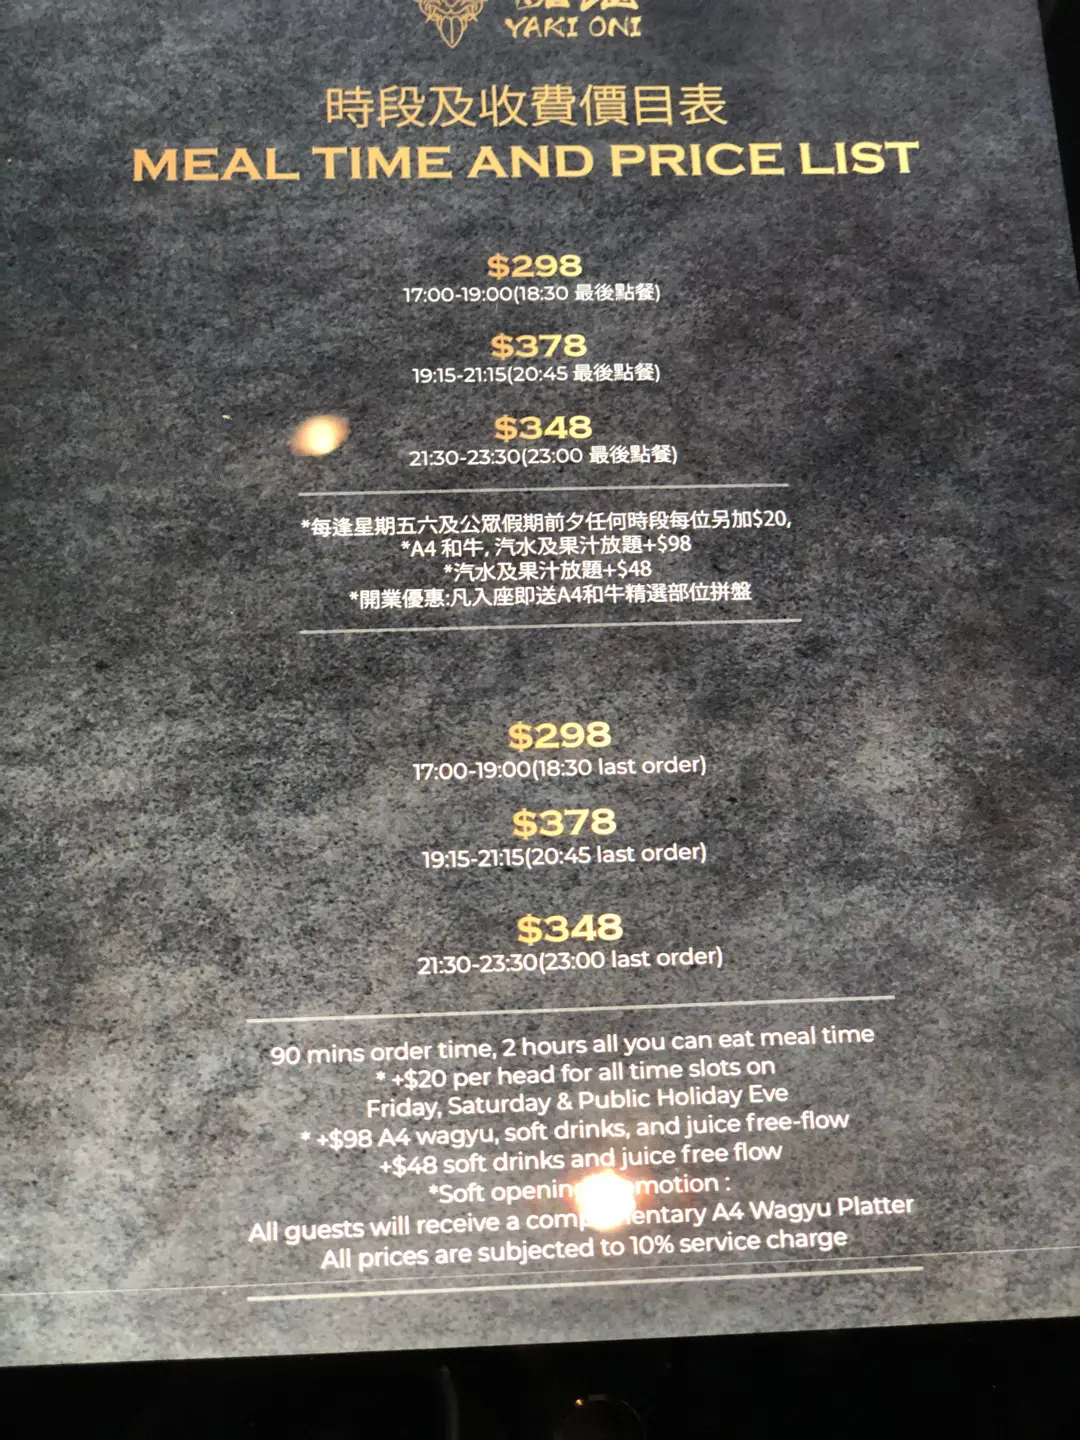 YAKI ONI
時段及收費價目表
MEAL TIME AND PRICE LIST
$298
17:00-19:00(18:30 最後點餐)
$378
19:15-21:15(20:45 最後點餐)
$348
21:30-23:30(23:00 最後點餐)
*每逢星期五六及公眾假期前夕任何時段每位另加$20,
*A4 和牛, 汽水及果汁放題+$98
*汽水及果汁放題+$48
*開業優惠:凡入座即送A4和牛精選部位拼盤
$298
17:00-19:00(18:30 last order)
$378
19:15-21:15(20:45 last order)
$348
21:30-23:30(23:00 last order)
90 mins order time, 2 hours all you can eat meal time
* +$20 per head for all time slots on
Friday, Saturday & Public Holiday Eve
* +$98 A4 wagyu, soft drinks, and juice free-flow
+$48 soft drinks and juice free flow
*Soft opening promotion :
All guests will receive a complimentary A4 Wagyu Platter
All prices are subjected to 10% service charge